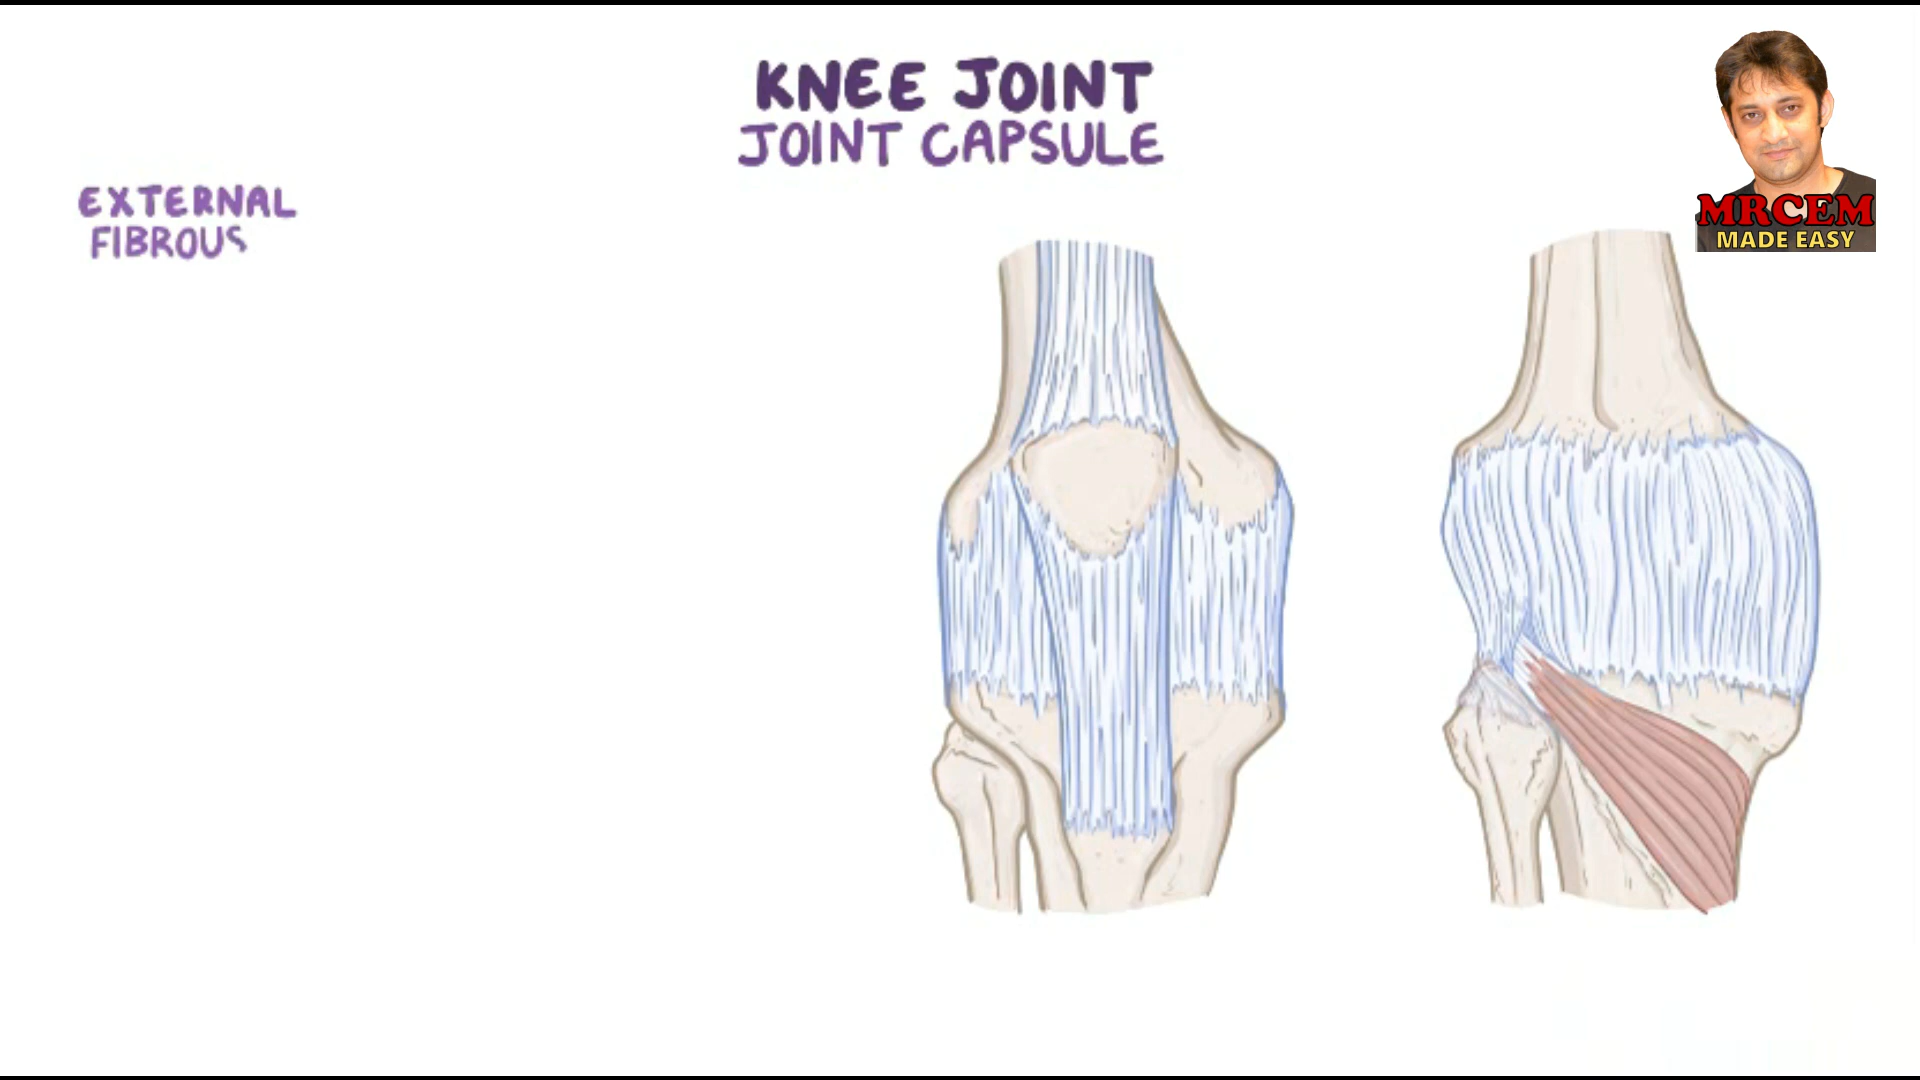 KNEE JOINT
JOINT CAPSULE
EXTERNAL
FIBROUS
MRCEM
MADE EASY